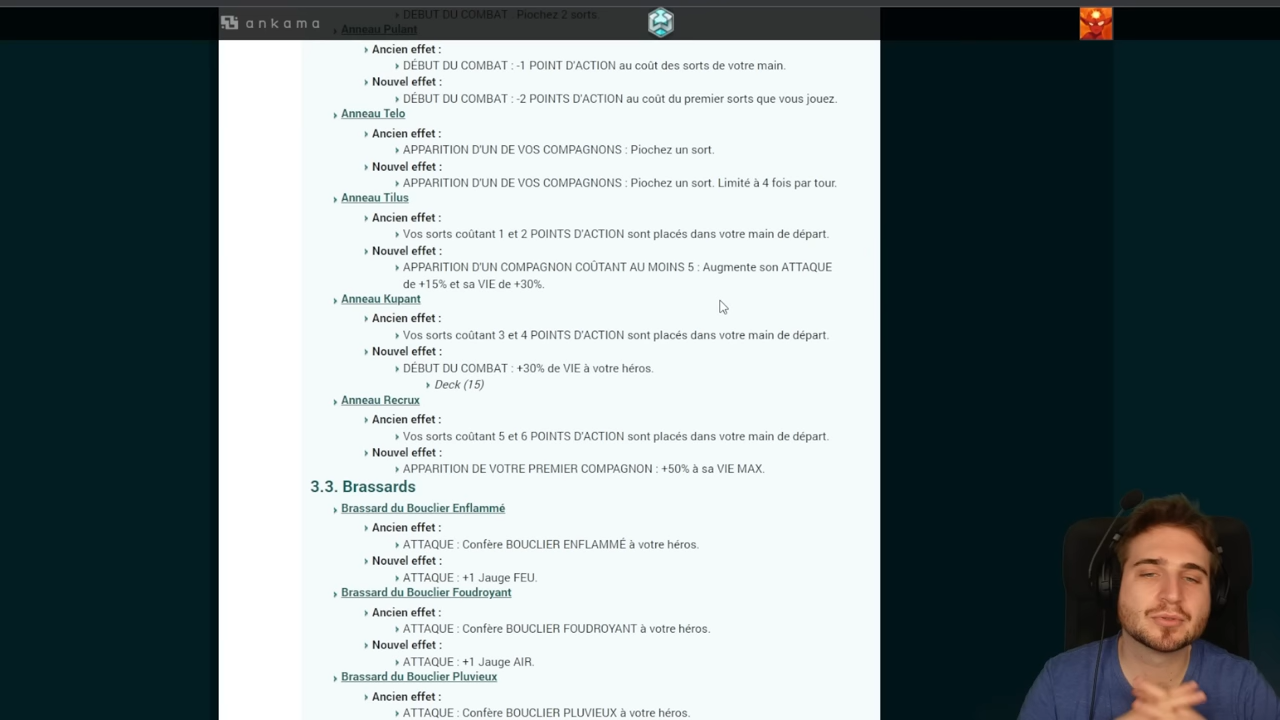 ankama
DÉBUT DU COMBAT : Piochez 2 sorts.
Anneau Pulant
Ancien effet :
DÉBUT DU COMBAT : -1 POINT D'ACTION au coût des sorts de votre main.
Nouvel effet :
DÉBUT DU COMBAT : -2 POINTS D'ACTION au coût du premier sorts que vous jouez.
Anneau Telo
Ancien effet :
APPARITION D'UN DE VOS COMPAGNONS : Piochez un sort.
Nouvel effet :
APPARITION D'UN DE VOS COMPAGNONS : Piochez un sort. Limité à 4 fois par tour.
Anneau Tilus
Ancien effet :
Vos sorts coûtant 1 et 2 POINTS D'ACTION sont placés dans votre main de départ.
Nouvel effet :
APPARITION D'UN COMPAGNON COÛTANT AU MOINS 5 : Augmente son ATTAQUE
de +15% et sa VIE de +30%.
Anneau Kupant
Ancien effet :
Vos sorts coûtant 3 et 4 POINTS D'ACTION sont placés dans votre main de départ.
Nouvel effet :
DÉBUT DU COMBAT : +30% de VIE à votre héros.
Deck (15)
Anneau Recrux
Ancien effet :
Vos sorts coûtant 5 et 6 POINTS D'ACTION sont placés dans votre main de départ.
Nouvel effet :
APPARITION DE VOTRE PREMIER COMPAGNON : +50% à sa VIE MAX.
3.3. Brassards
Brassard du Bouclier Enflammé
Ancien effet :
ATTAQUE : Confère BOUCLIER ENFLAMMÉ à votre héros.
Nouvel effet :
ATTAQUE : +1 Jauge FEU.
Brassard du Bouclier Foudroyant
Ancien effet :
ATTAQUE : Confère BOUCLIER FOUDROYANT à votre héros.
Nouvel effet :
ATTAQUE : +1 Jauge AIR.
Brassard du Bouclier Pluvieux
Ancien effet :
ATTAQUE : Confère BOUCLIER PLUVIEUX à votre héros.